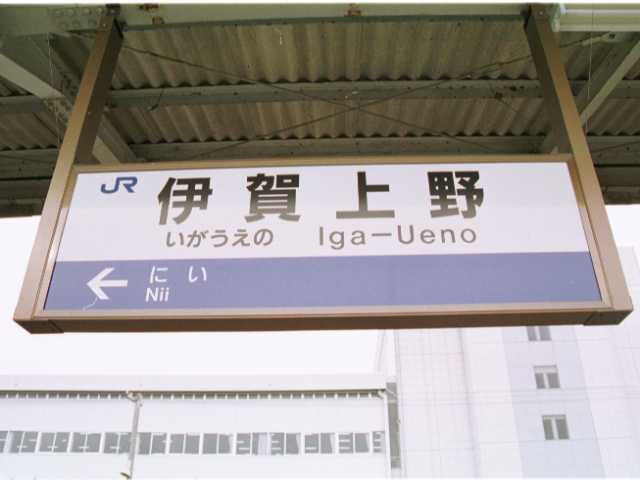 JR 伊賀上野
いがうえの Iga-Ueno
← にい
Nii